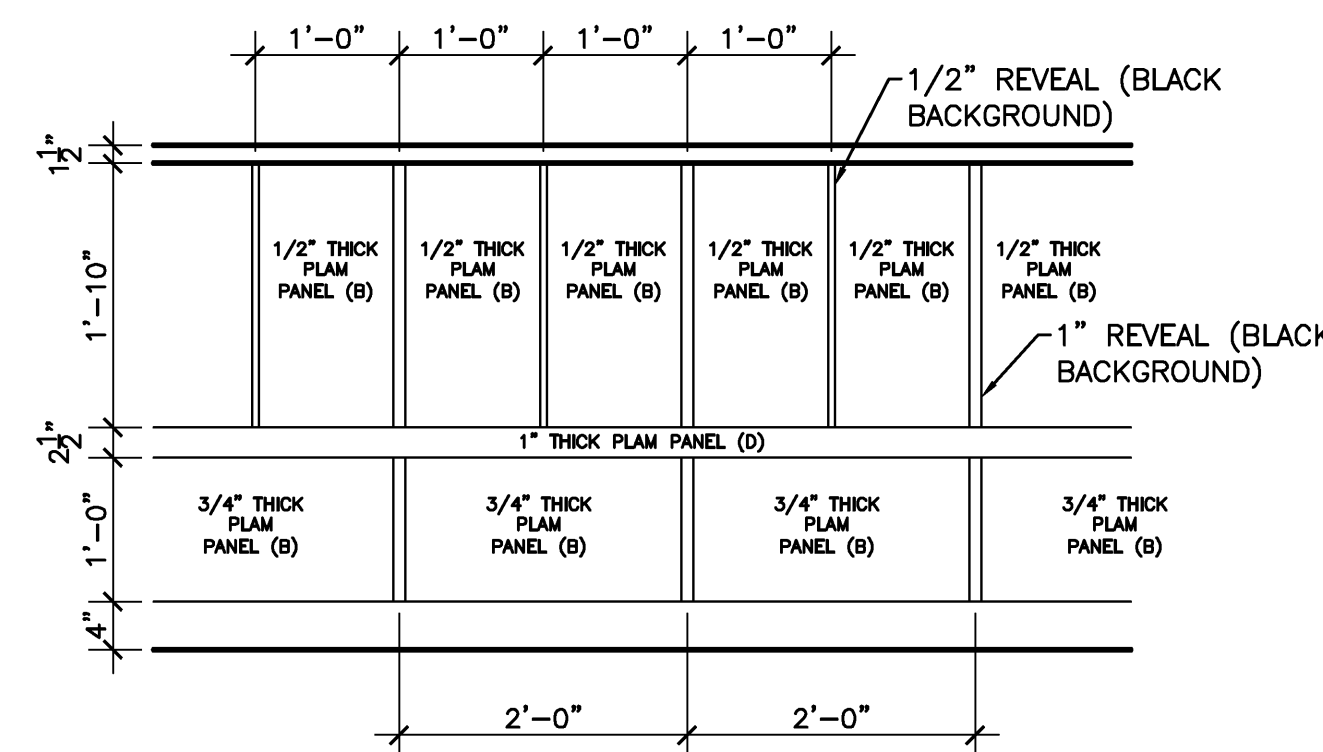 1'-0" 1'-0" 1'-0" 1'-0"
1/2" REVEAL (BLACK
BACKGROUND)
1 1/2"
1'-10"
2 1/2"
1'-0"
4"
1/2" THICK
PLAM
PANEL (B)
1/2" THICK
PLAM
PANEL (B)
1/2" THICK
PLAM
PANEL (B)
1/2" THICK
PLAM
PANEL (B)
1/2" THICK
PLAM
PANEL (B)
1/2" THICK
PLAM
PANEL (B)
1" REVEAL (BLACK
BACKGROUND)
1" THICK PLAM PANEL (D)
3/4" THICK
PLAM
PANEL (B)
3/4" THICK
PLAM
PANEL (B)
3/4" THICK
PLAM
PANEL (B)
3/4" THICK
PLAM
PANEL (B)
2'-0" 2'-0"